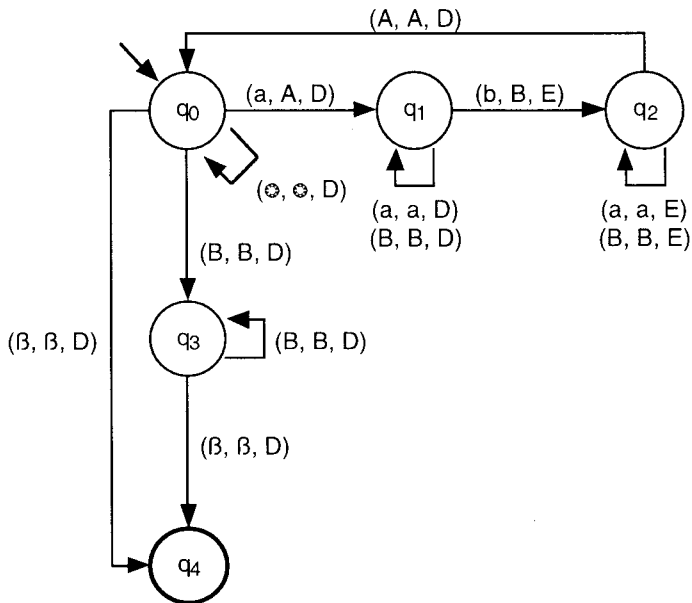 (A, A, D)
q0
(a, A, D)
q1
(b, B, E)
q2
(⊛, ⊛, D)
(a, a, D)
(B, B, D)
(a, a, E)
(B, B, E)
(B, B, D)
(ß, ß, D)
q3
(B, B, D)
(ß, ß, D)
q4